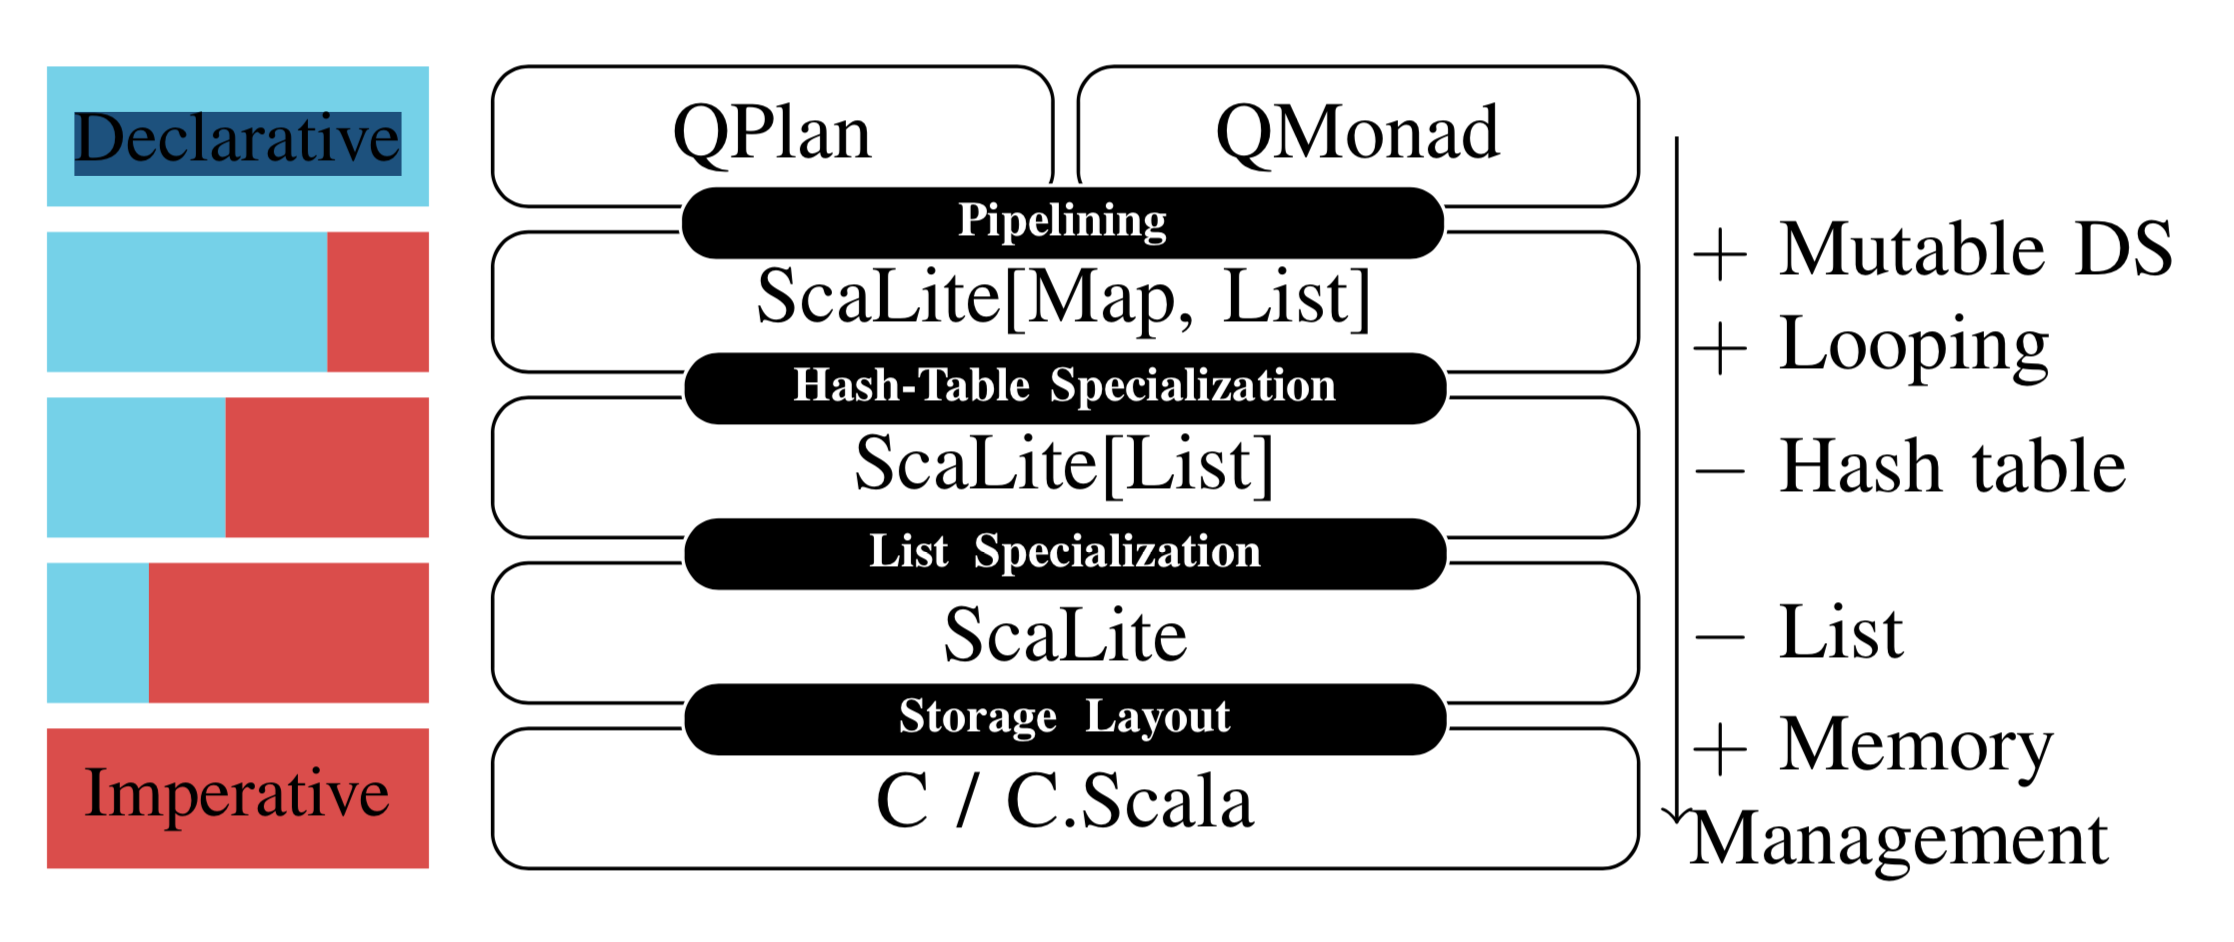 Declarative
QPlan
QMonad
Pipelining
+ Mutable DS
ScaLite[Map, List]
+ Looping
Hash-Table Specialization
ScaLite[List]
− Hash table
List Specialization
ScaLite
− List
Storage Layout
+ Memory
Imperative
C / C.Scala
Management